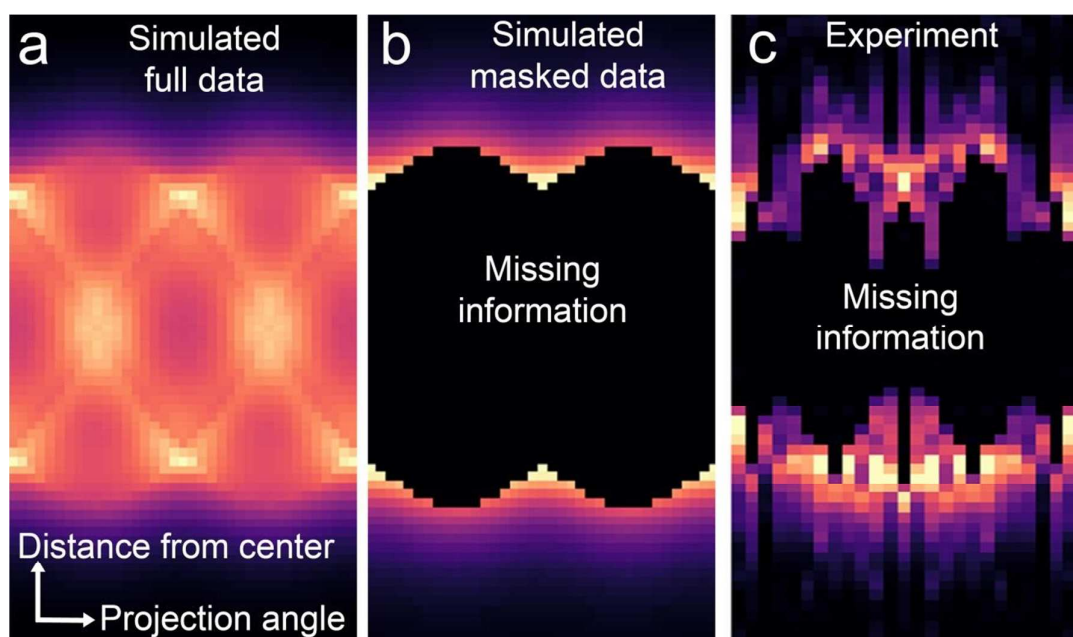 a
Simulated
full data
Distance from center
Projection angle
b
Simulated
masked data
Missing
information
c
Experiment
Missing
information